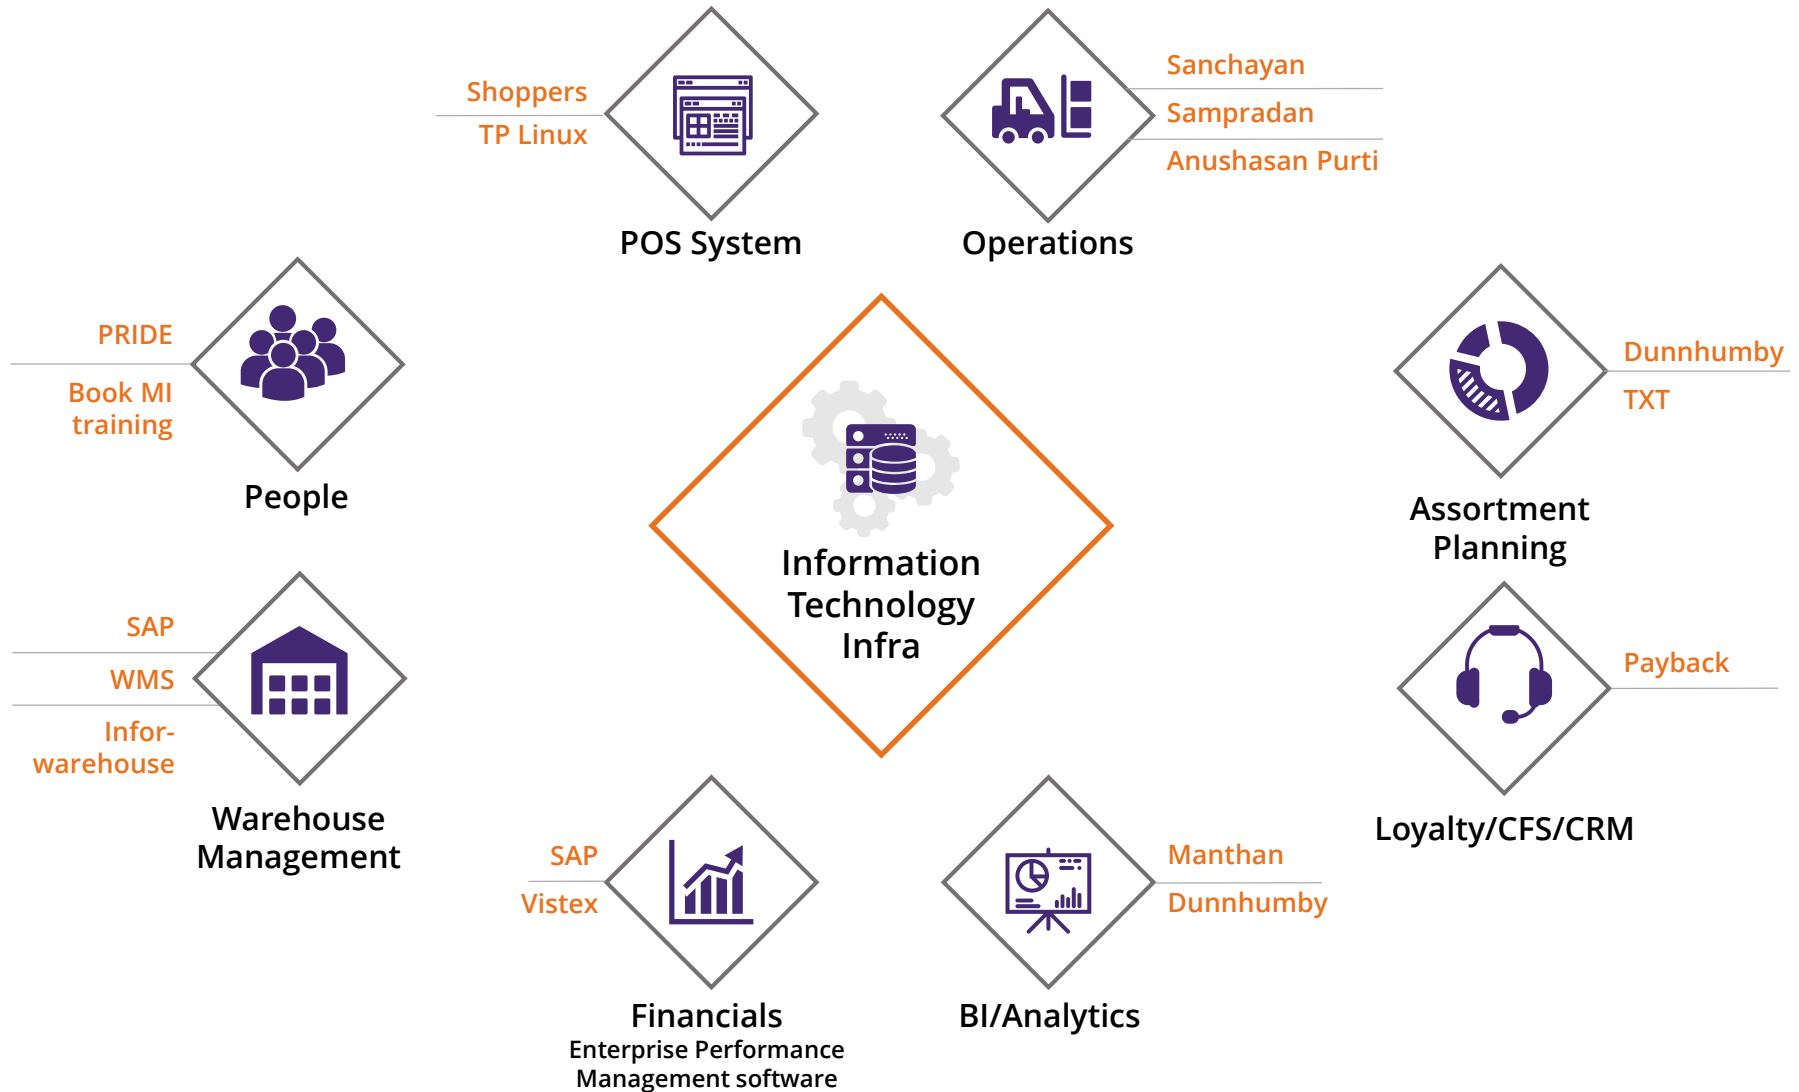 Shoppers
TP Linux
POS System
Sanchayan
Sampradan
Anushasan Purti
Operations
PRIDE
Book MI
training
People
Dunnhumby
TXT
Assortment
Planning
Information
Technology
Infra
SAP
WMS
Infor-
warehouse
Warehouse
Management
Payback
Loyalty/CFS/CRM
SAP
Vistex
Financials
Enterprise Performance
Management software
Manthan
Dunnhumby
BI/Analytics